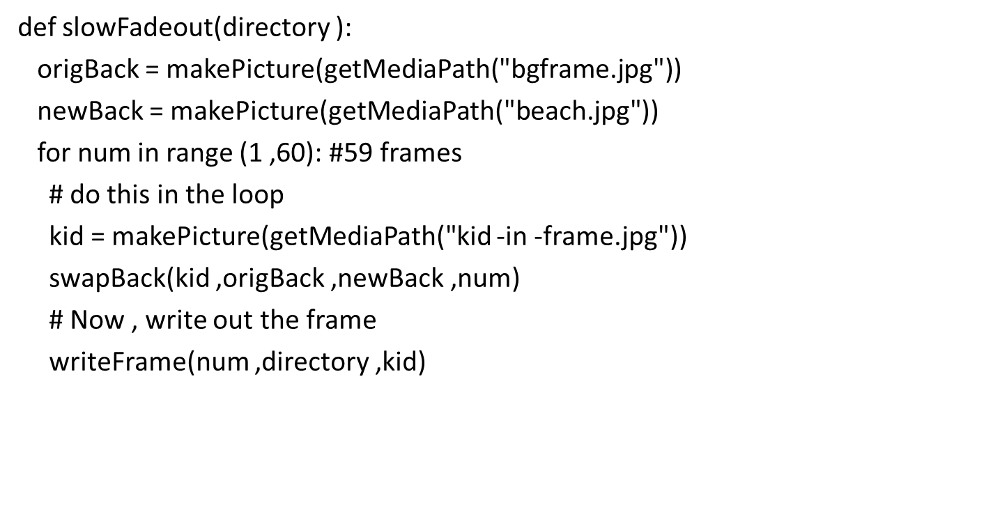 def slowFadeout(directory ):
origBack = makePicture(getMediaPath("bgframe.jpg"))
newBack = makePicture(getMediaPath("beach.jpg"))
for num in range (1 ,60): #59 frames
# do this in the loop
kid = makePicture(getMediaPath("kid -in -frame.jpg"))
swapBack(kid ,origBack ,newBack ,num)
# Now , write out the frame
writeFrame(num ,directory ,kid)